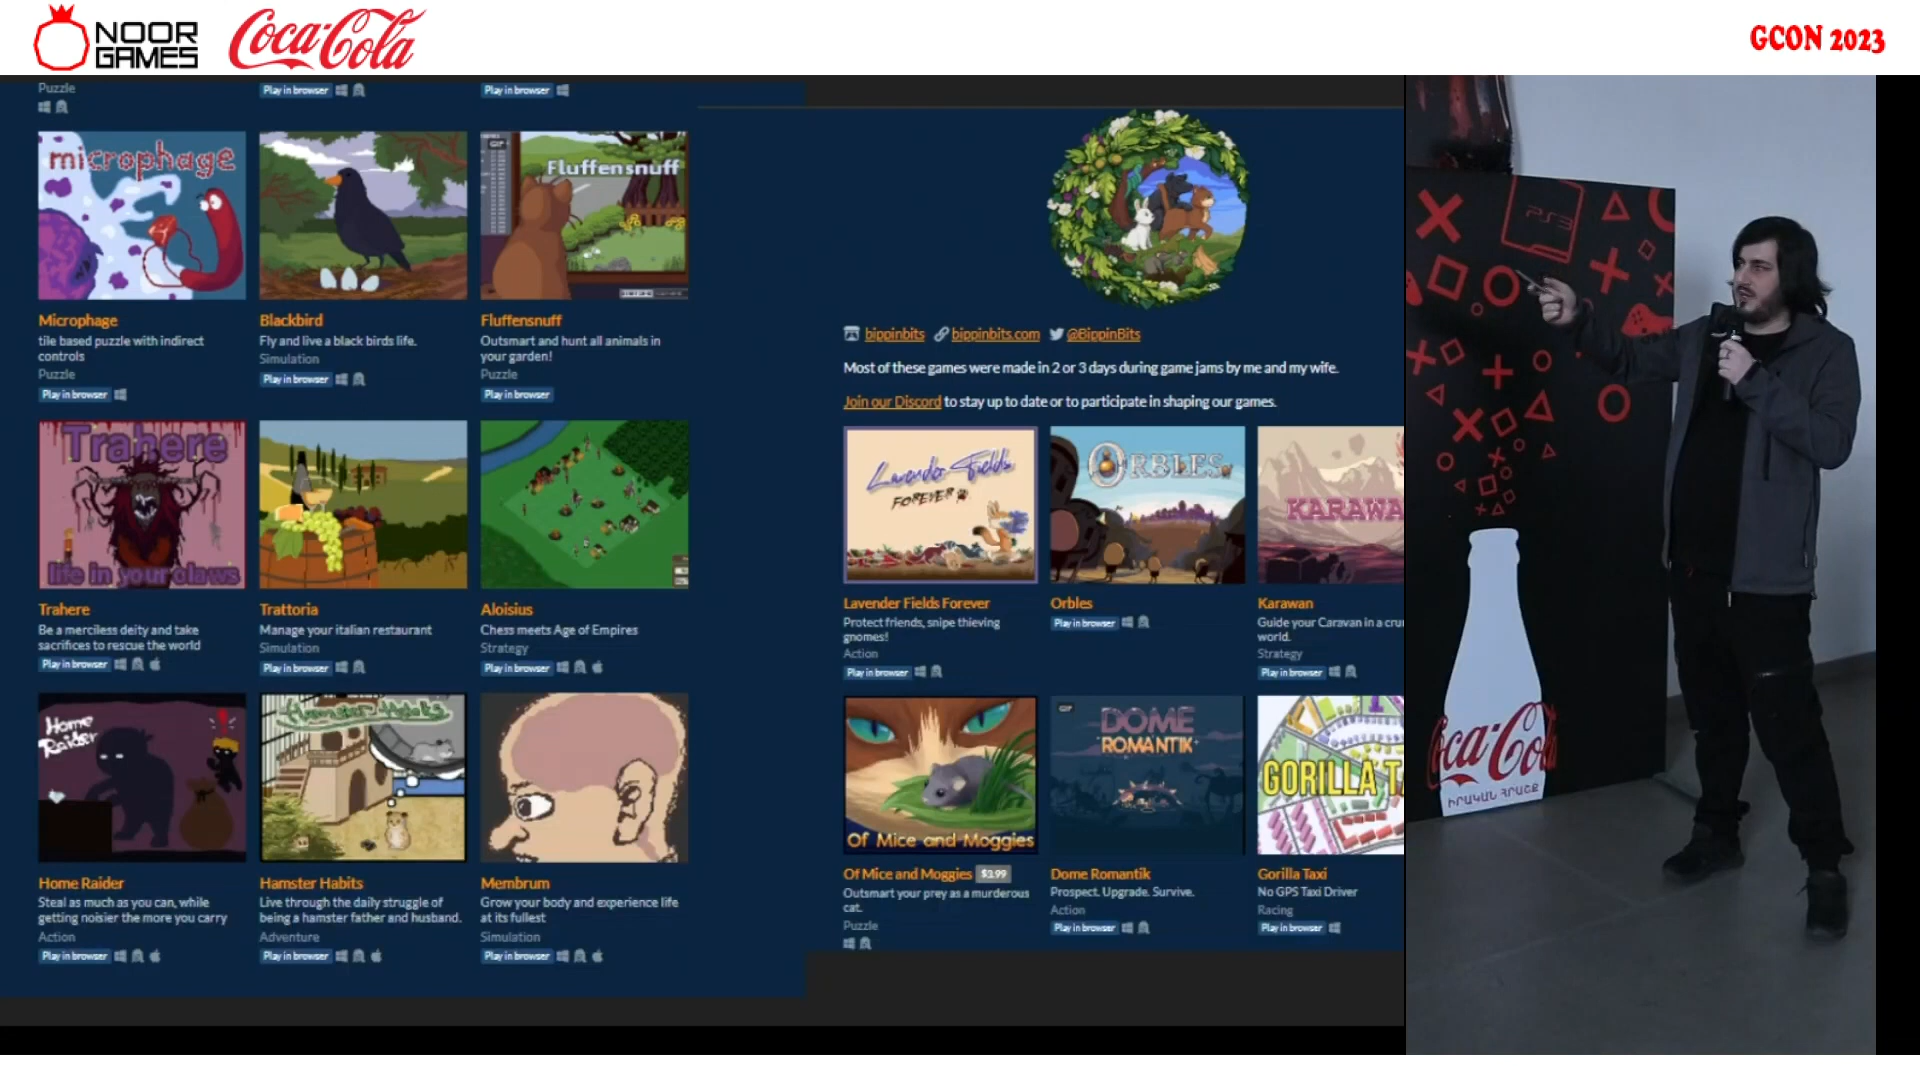 NOOR
GAMES
Coca-Cola
GCON 2023
Puzzle
Play in browser
Play in browser
microphage
Fluffensnuff
Microphage
tile based puzzle with indirect
controls
Puzzle
Play in browser
Blackbird
Fly and live a black birds life.
Simulation
Play in browser
Fluffensnuff
Outsmart and hunt all animals in
your garden!
Puzzle
Play in browser
Trahere
life in your claws
Trahere
Be a merciless deity and take
sacrifices to rescue the world
Play in browser
Trattoria
Manage your italian restaurant
Simulation
Play in browser
Aloisius
Chess meets Age of Empires
Strategy
Play in browser
Home
Raider
Hamster Habits
Home Raider
Steal as much as you can, while
getting noisier the more you carry
Action
Play in browser
Hamster Habits
Live through the daily struggle of
being a hamster father and husband.
Adventure
Play in browser
Membrum
Grow your body and experience life
at its fullest
Simulation
Play in browser
bippinbits bippinbits.com @BippinBits
Most of these games were made in 2 or 3 days during game jams by me and my wife.
Join our Discord to stay up to date or to participate in shaping our games.
Lavender Fields
FOREVER
ORBLES
KARAWA
Lavender Fields Forever
Protect friends, snipe thieving
gnomes!
Action
Play in browser
Orbles
Play in browser
Karawan
Guide your Caravan in a cru
world.
Strategy
Play in browser
Of Mice and Moggies
GIF
DOME
ROMANTIK
GORILLA T
Of Mice and Moggies $3.99
Outsmart your prey as a murderous
cat.
Puzzle
Dome Romantik
Prospect. Upgrade. Survive.
Action
Play in browser
Gorilla Taxi
No GPS Taxi Driver
Racing
Play in browser
PS3
Coca-Cola
ԻՐԱԿԱՆ ՀՐԱՇՔ